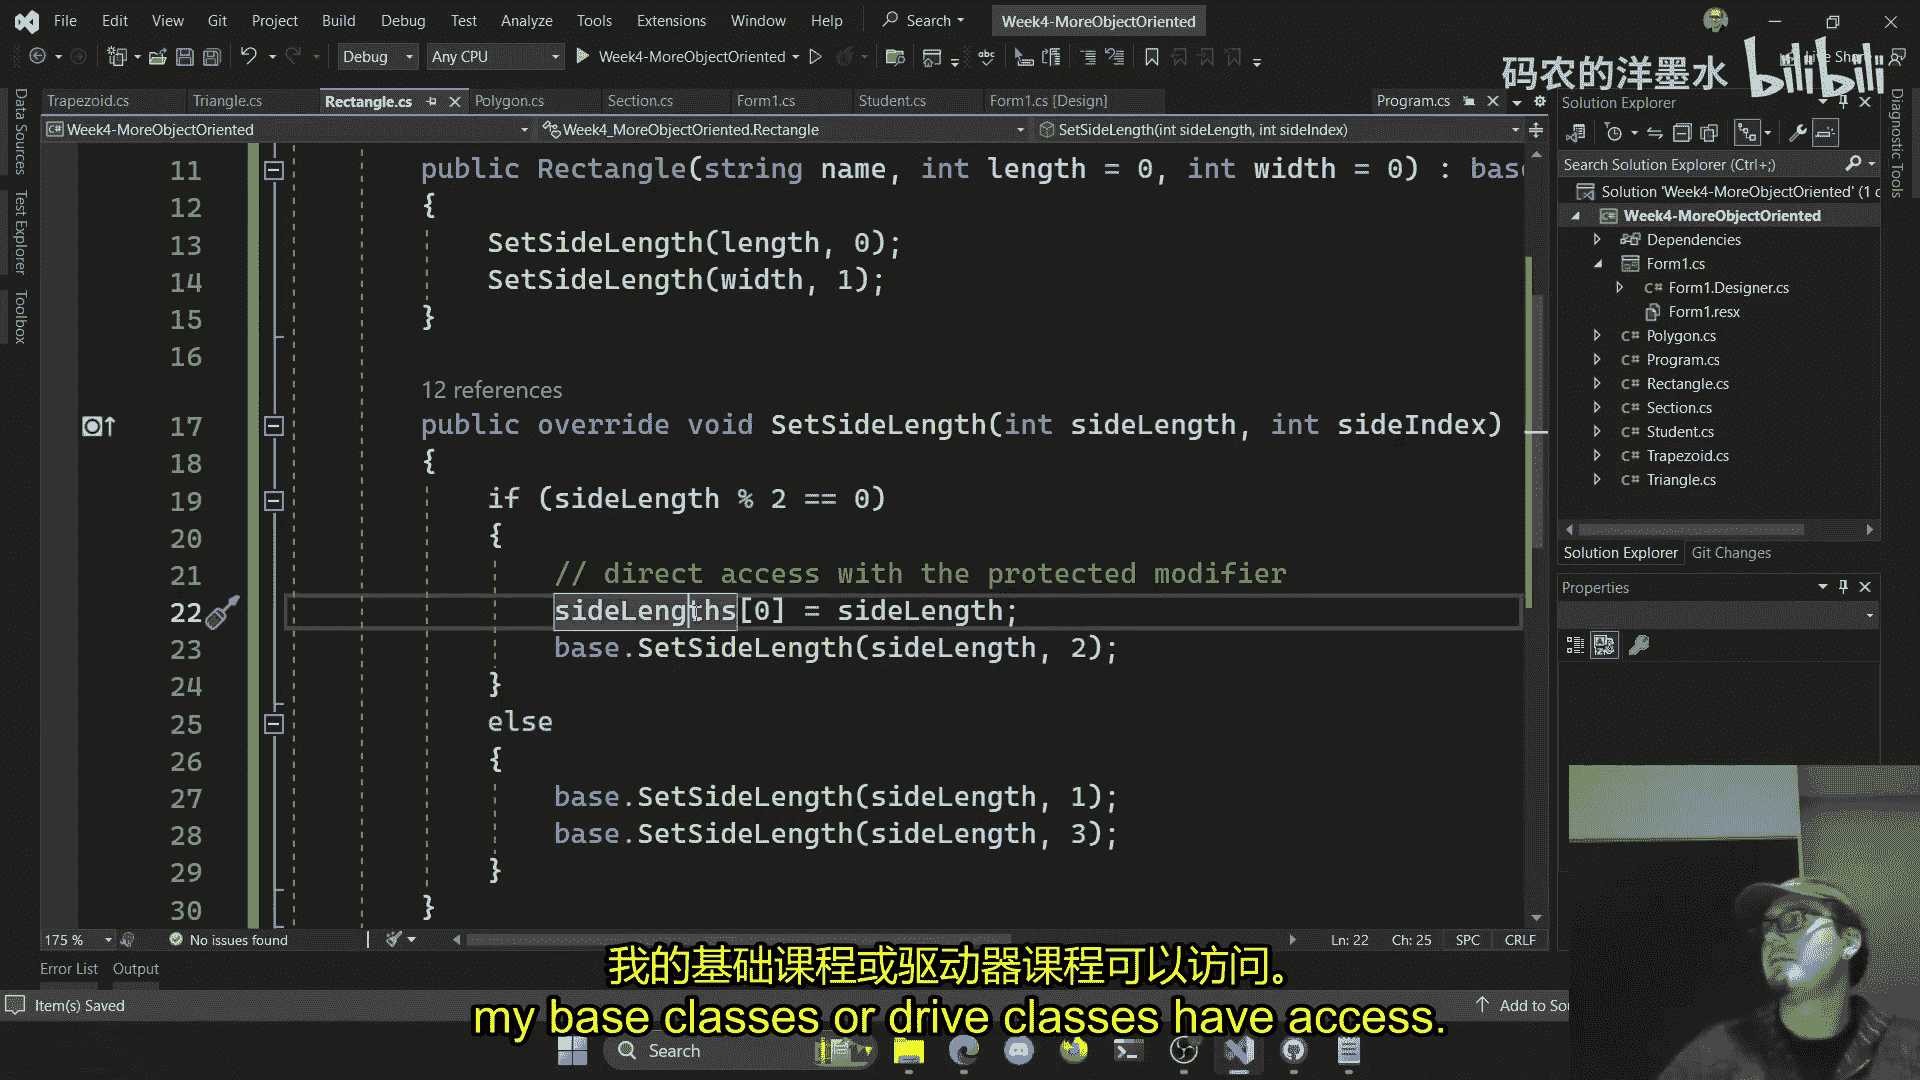 File Edit View Git Project Build Debug Test Analyze Tools Extensions Window Help Search Week4-MoreObjectOriented
Debug Any CPU Week4-MoreObjectOriented Live Share
码农的洋墨水 bilibili
Trapezoid.cs Triangle.cs Rectangle.cs Polygon.cs Section.cs Form1.cs Student.cs Form1.cs [Design] Program.cs
Week4-MoreObjectOriented Week4_MoreObjectOriented.Rectangle SetSideLength(int sideLength, int sideIndex)
Data Sources
Test Explorer
Toolbox
11 public Rectangle(string name, int length = 0, int width = 0) : bas
12 {
13 SetSideLength(length, 0);
14 SetSideLength(width, 1);
15 }
16
12 references
17 public override void SetSideLength(int sideLength, int sideIndex)
18 {
19 if (sideLength % 2 == 0)
20 {
21 // direct access with the protected modifier
22 sideLengths[0] = sideLength;
23 base.SetSideLength(sideLength, 2);
24 }
25 else
26 {
27 base.SetSideLength(sideLength, 1);
28 base.SetSideLength(sideLength, 3);
29 }
30 }
175 % No issues found Ln: 22 Ch: 25 SPC CRLF
Error List Output
Item(s) Saved Add to So
Solution Explorer
Search Solution Explorer (Ctrl+;)
Solution 'Week4-MoreObjectOriented' (1
Week4-MoreObjectOriented
Dependencies
Form1.cs
C# Form1.Designer.cs
Form1.resx
C# Polygon.cs
C# Program.cs
C# Rectangle.cs
C# Section.cs
C# Student.cs
C# Trapezoid.cs
C# Triangle.cs
Solution Explorer Git Changes
Properties
Diagnostic Tools
我的基础课程或驱动器课程可以访问。
my base classes or drive classes have access.
Search